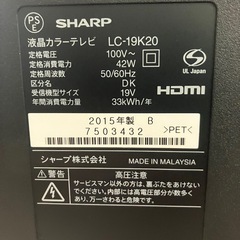 PS
E
SHARP
液晶カラーテレビ LC-19K20
定格電圧 100V~
定格消費電力 42W
定格周波数 50/60Hz
区分名 DK
受信機型サイズ 19V
年間消費電力量 33kWh/年
UL Japan
HDMI
2015年製 B
7503432
>PET<
シャープ株式会社 MADE IN MALAYSIA
警告
高圧注意
サービスマン以外の方は、裏ぶたをあけないでください。
内部には高電圧部分が数多くあり、